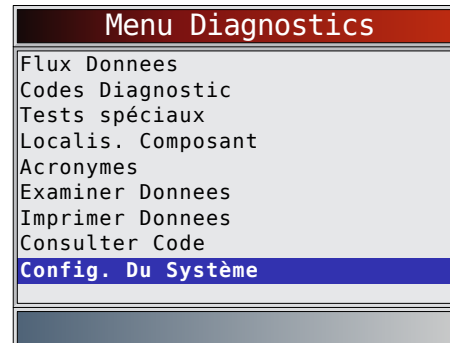 Menu Diagnostics
Flux Donnees
Codes Diagnostic
Tests spéciaux
Localis. Composant
Acronymes
Examiner Donnees
Imprimer Donnees
Consulter Code
Config. Du Système